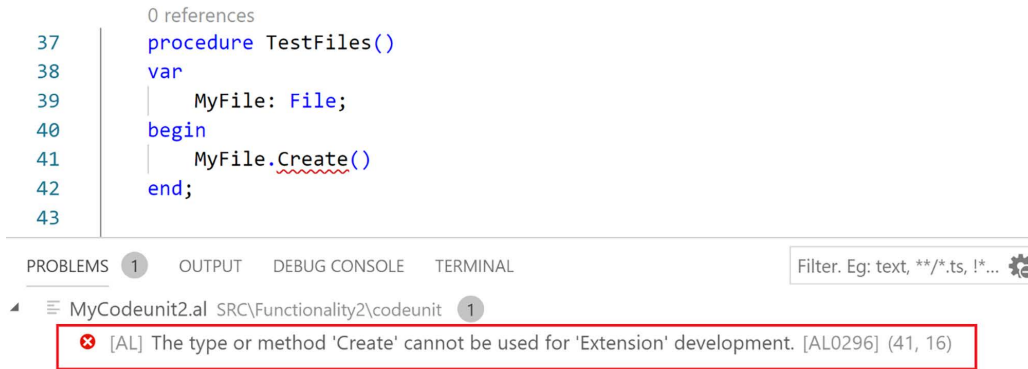 0 references
37 procedure TestFiles()
38 var
39 MyFile: File;
40 begin
41 MyFile.Create()
42 end;
43
PROBLEMS 1 OUTPUT DEBUG CONSOLE TERMINAL Filter. Eg: text, **/*.ts, !*...
MyCodeunit2.al SRC\Functionality2\codeunit 1
[AL] The type or method 'Create' cannot be used for 'Extension' development. [AL0296] (41, 16)